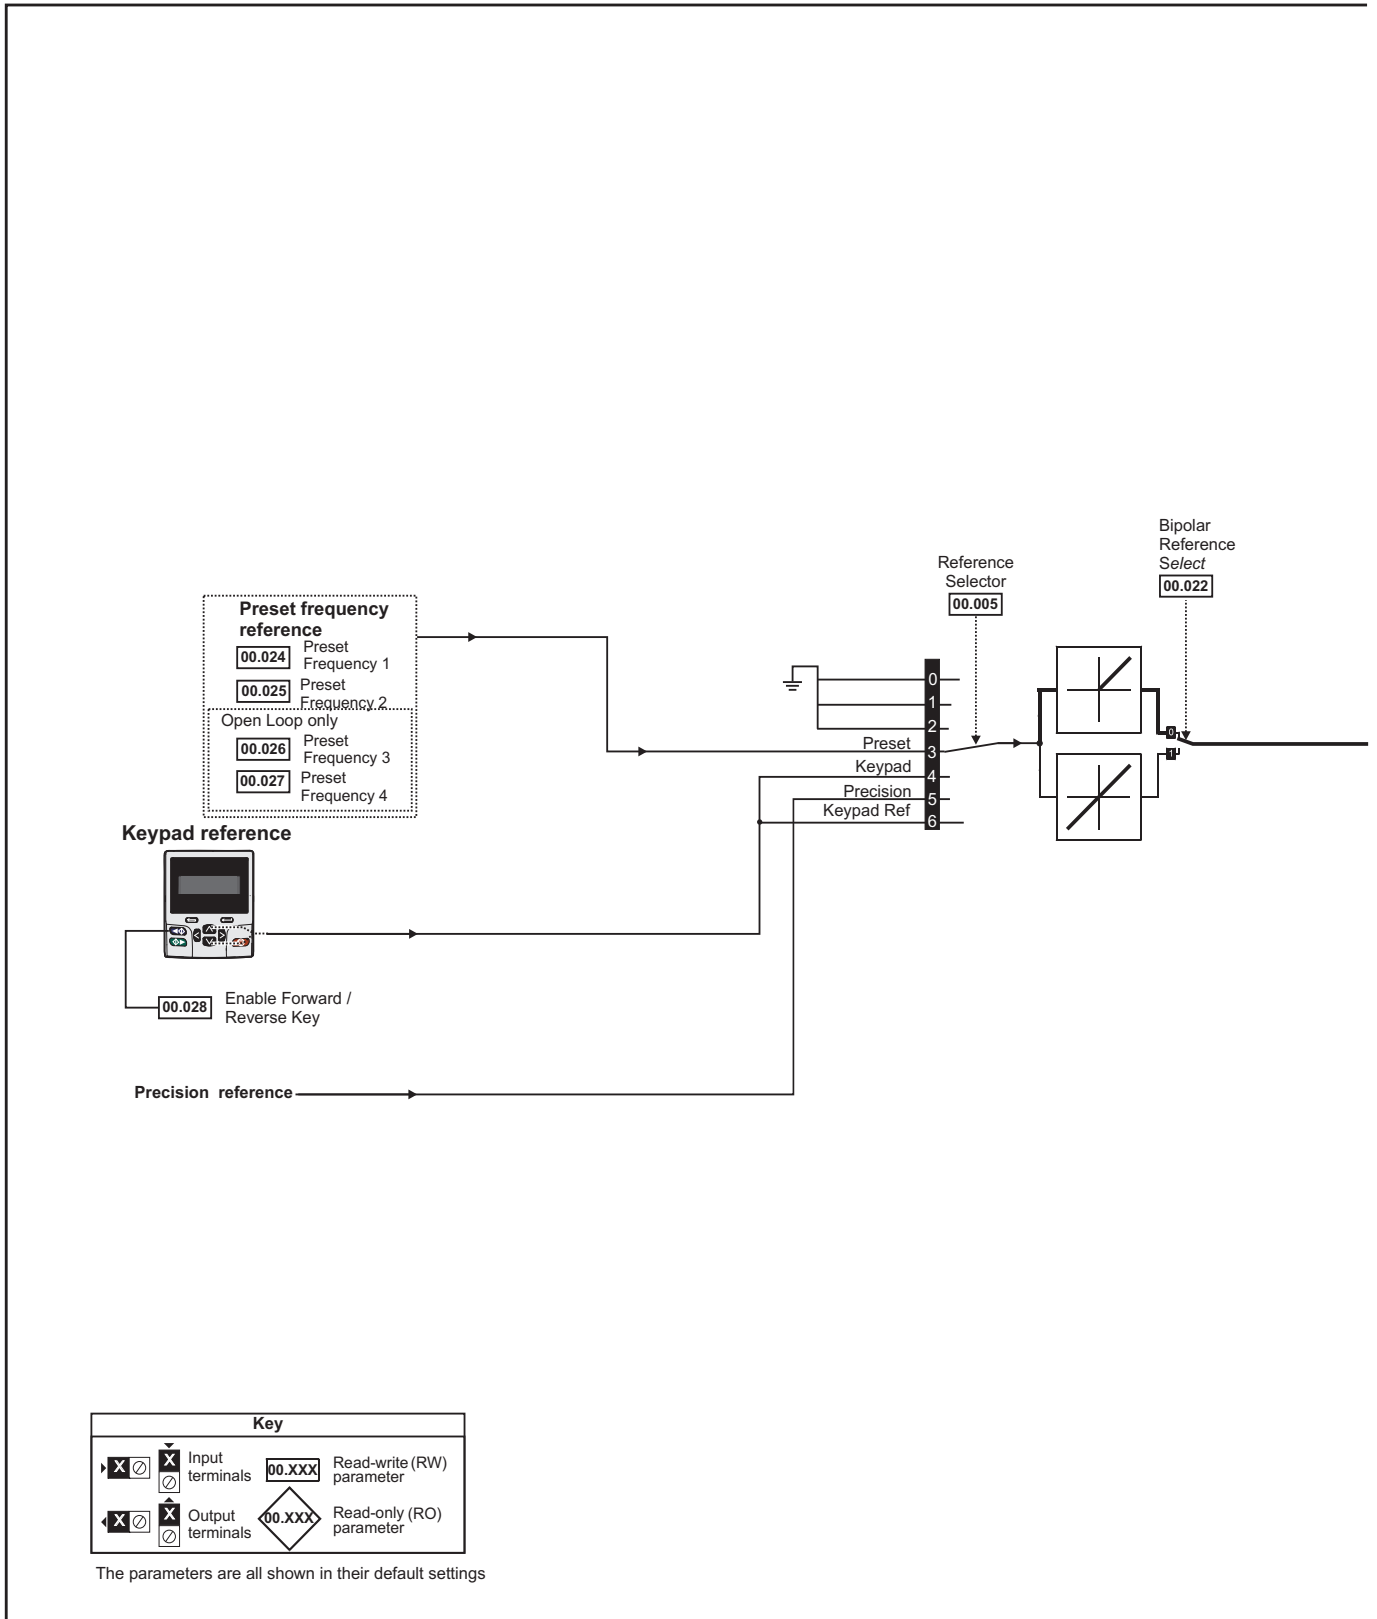 Bipolar
Reference
Select
00.022
Reference
Selector
00.005
Preset frequency
reference
00.024
Preset
Frequency 1
00.025
Preset
Frequency 2
Open Loop only
00.026
Preset
Frequency 3
00.027
Preset
Frequency 4
0
1
2
Preset
3
Keypad
4
Precision
5
Keypad Ref
6
0
1
Keypad reference
00.028
Enable Forward /
Reverse Key
Precision reference
Key
X
X
Input
terminals
00.XXX
Read-write (RW)
parameter
X
X
Output
terminals
00.XXX
Read-only (RO)
parameter
The parameters are all shown in their default settings